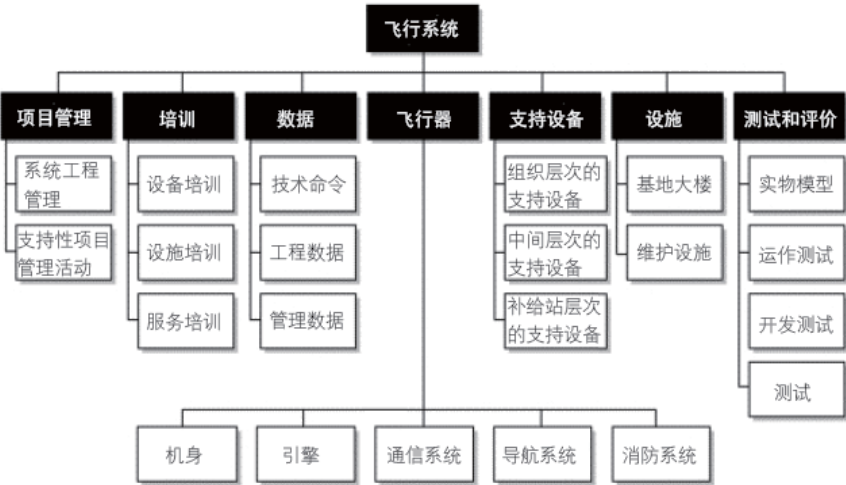 飞行系统
项目管理
培训
数据
飞行器
支持设备
设施
测试和评价
系统工程
管理
支持性项目
管理活动
设备培训
设施培训
服务培训
技术命令
工程数据
管理数据
组织层次的
支持设备
中间层次的
支持设备
补给站层次
的支持设备
基地大楼
维护设施
实物模型
运作测试
开发测试
测试
机身
引擎
通信系统
导航系统
消防系统